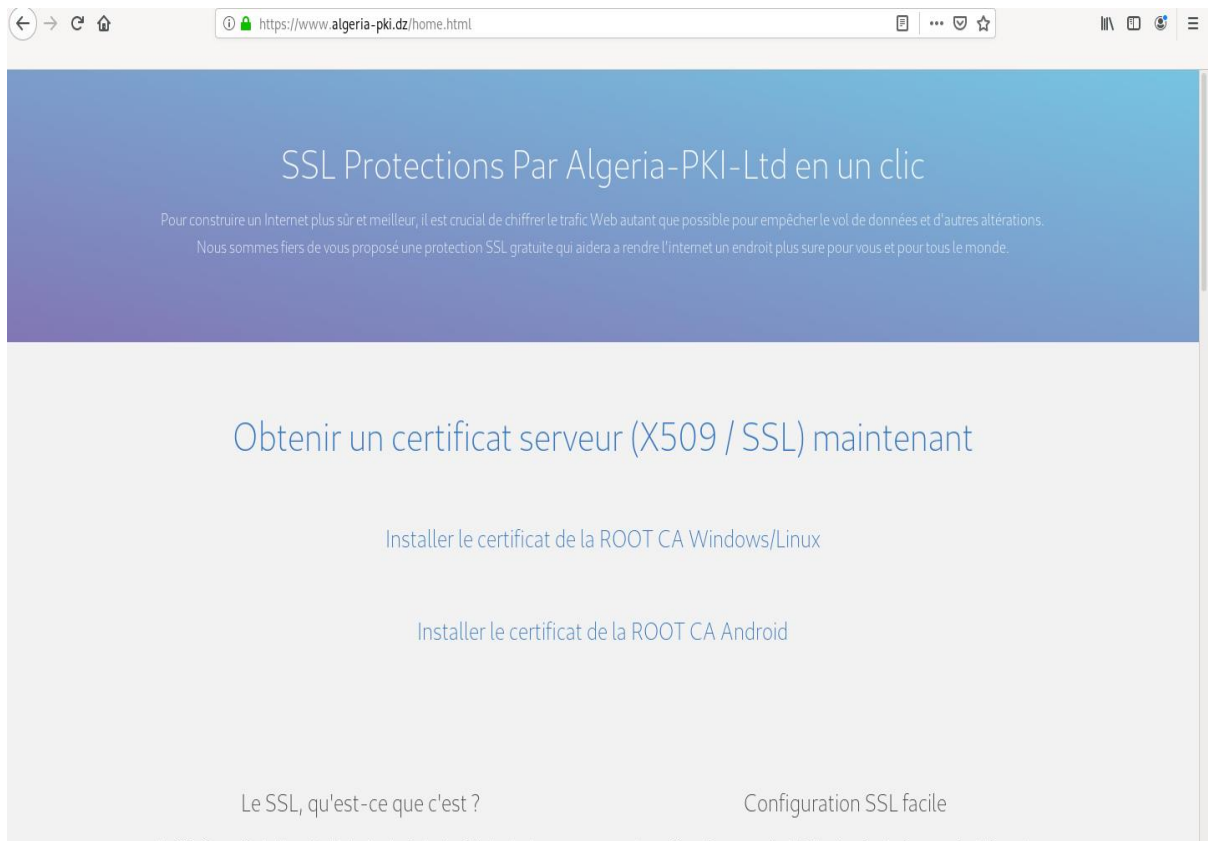 https://www.algeria-pki.dz/home.html
SSL Protections Par Algeria-PKI-Ltd en un clic
Pour construire un Internet plus sûr et meilleur, il est crucial de chiffrer le trafic Web autant que possible pour empêcher le vol de données et d'autres altérations.
Nous sommes fiers de vous proposé une protection SSL gratuite qui aidera a rendre l'internet un endroit plus sure pour vous et pour tous le monde.
Obtenir un certificat serveur (X509 / SSL) maintenant
Installer le certificat de la ROOT CA Windows/Linux
Installer le certificat de la ROOT CA Android
Le SSL, qu'est-ce que c'est ?
Configuration SSL facile